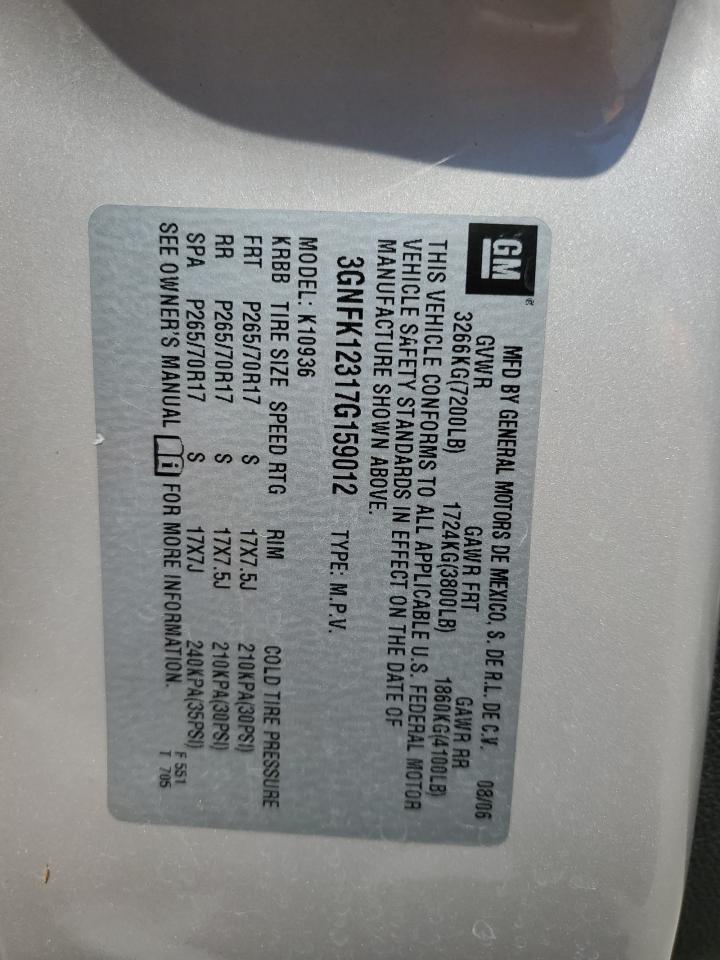 GM
®
MFD BY GENERAL MOTORS DE MEXICO, S. DE R.L. DE C.V. 08/06
GVWR GAWR FRT GAWR RR
3266KG(7200LB) 1724KG(3800LB) 1860KG(4100LB)
THIS VEHICLE CONFORMS TO ALL APPLICABLE U.S. FEDERAL MOTOR
VEHICLE SAFETY STANDARDS IN EFFECT ON THE DATE OF
MANUFACTURE SHOWN ABOVE.
3GNFK12317G159012 TYPE: M.P.V.
MODEL: K10936
KRBB TIRE SIZE SPEED RTG RIM COLD TIRE PRESSURE
FRT P265/70R17 S 17X7.5J 210KPA(30PSI)
RR P265/70R17 S 17X7.5J 210KPA(30PSI)
SPA P265/70R17 S 17X7J 240KPA(35PSI)
SEE OWNER'S MANUAL i FOR MORE INFORMATION.
F 551
T 705